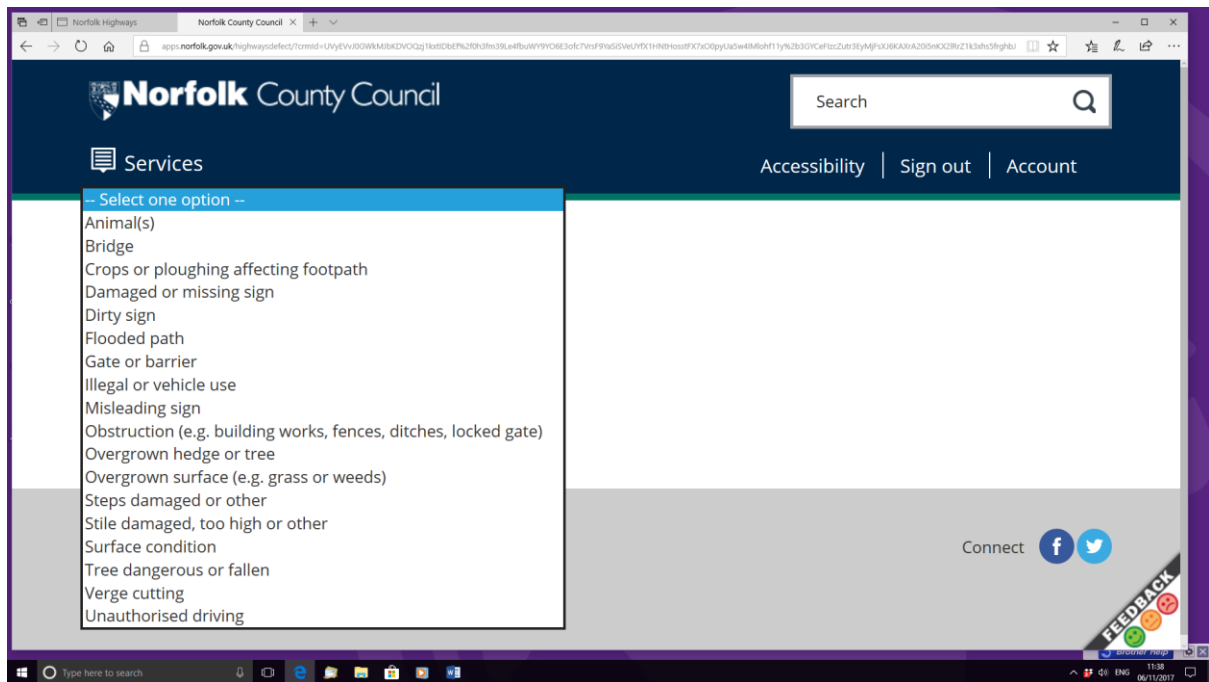 Norfolk Highways
Norfolk County Council
Norfolk County Council
Search
Services
Accessibility
Sign out
Account
-- Select one option --
Animal(s)
Bridge
Crops or ploughing affecting footpath
Damaged or missing sign
Dirty sign
Flooded path
Gate or barrier
Illegal or vehicle use
Misleading sign
Obstruction (e.g. building works, fences, ditches, locked gate)
Overgrown hedge or tree
Overgrown surface (e.g. grass or weeds)
Steps damaged or other
Stile damaged, too high or other
Surface condition
Tree dangerous or fallen
Verge cutting
Unauthorised driving
Connect
FEEDBACK
Type here to search
ENG
11:38
06/11/2017